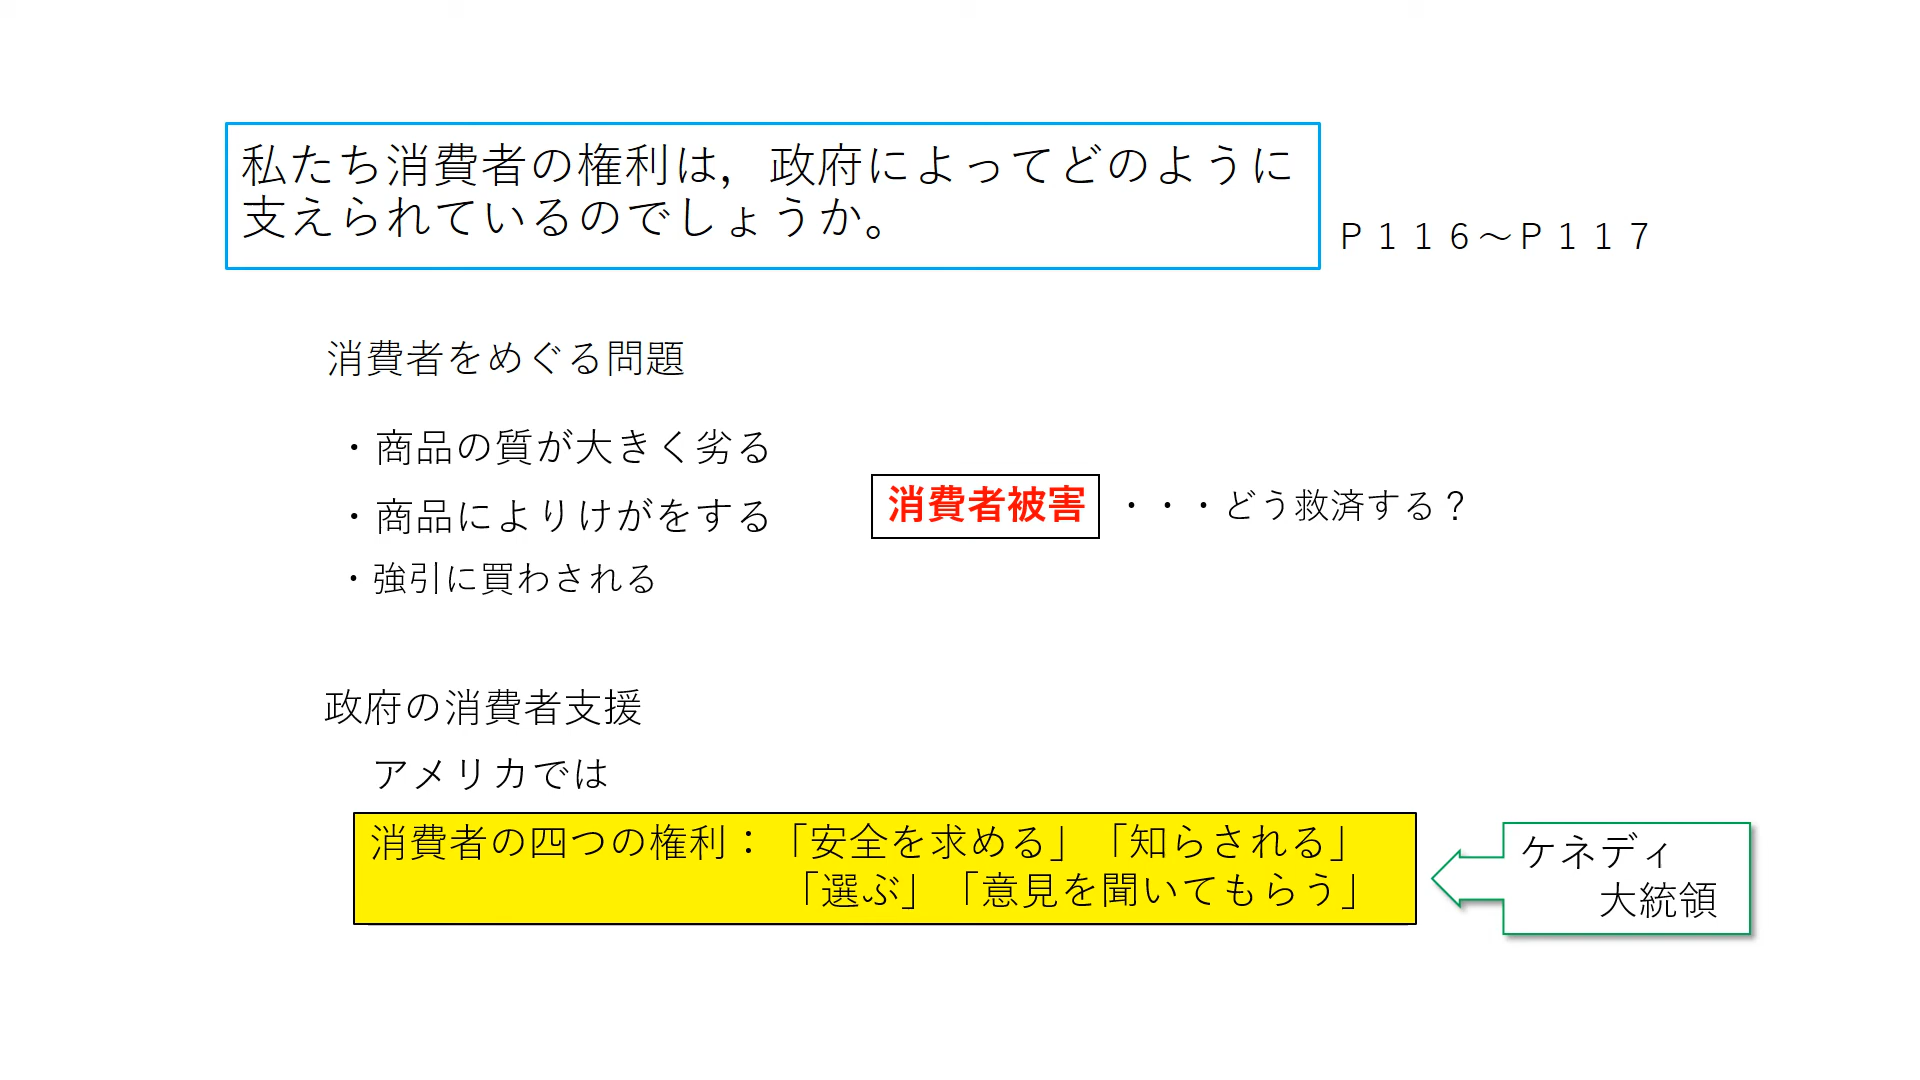 私たち消費者の権利は，政府によってどのように
支えられているのでしょうか。
Ｐ１１６～Ｐ１１７
消費者をめぐる問題
・商品の質が大きく劣る
・商品によりけがをする
・強引に買わされる
消費者被害
・・・どう救済する？
政府の消費者支援
アメリカでは
消費者の四つの権利：「安全を求める」「知らされる」
「選ぶ」「意見を聞いてもらう」
ケネディ
大統領